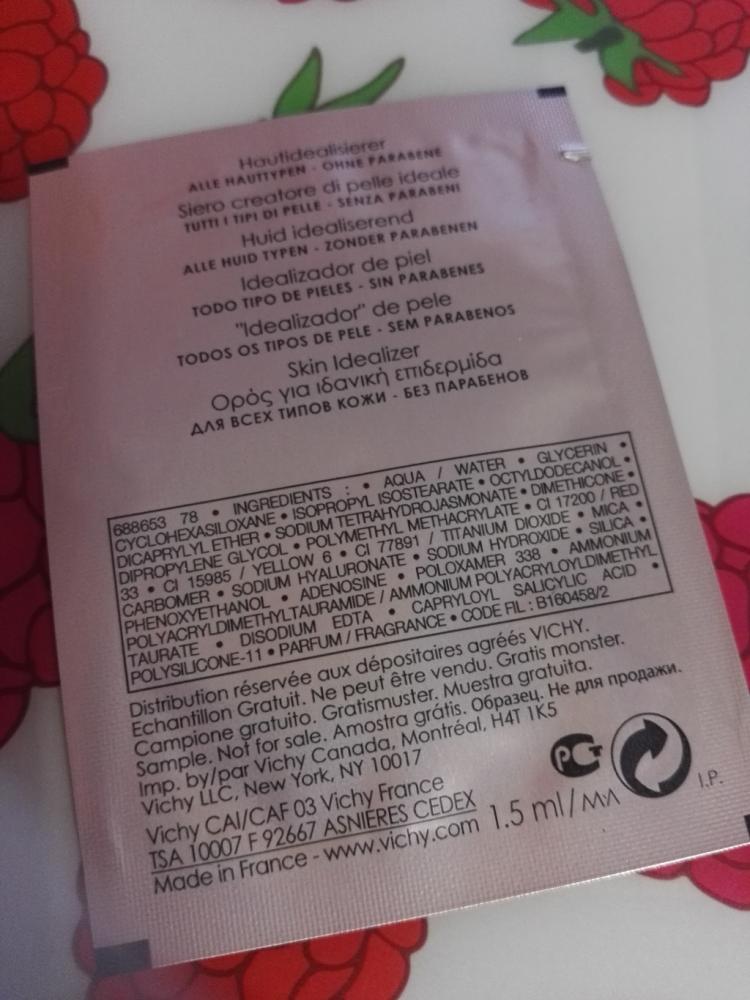 Hautidealisierer
ALLE HAUTTYPEN - OHNE PARABENE
Siero creatore di pelle ideale
TUTTI I TIPI DI PELLE - SENZA PARABENI
Huid idealiserend
ALLE HUID TYPEN - ZONDER PARABENEN
Idealizador de piel
TODO TIPO DE PIELES - SIN PARABENES
"Idealizador" de pele
TODOS OS TIPOS DE PELE - SEM PARABENOS
Skin Idealizer
Ορός για ιδανική επιδερμίδα
ДЛЯ ВСЕХ ТИПОВ КОЖИ - БЕЗ ПАРАБЕНОВ
688653 78 • INGREDIENTS : • AQUA / WATER • GLYCERIN •
CYCLOHEXASILOXANE • ISOPROPYL ISOSTEARATE • OCTYLDODECANOL •
DICAPRYLYL ETHER • SODIUM TETRAHYDROJASMONATE • DIMETHICONE •
DIPROPYLENE GLYCOL • POLYMETHYL METHACRYLATE • CI 17200 / RED
33 • CI 15985 / YELLOW 6 • CI 77891 / TITANIUM DIOXIDE • MICA •
CARBOMER • SODIUM HYALURONATE • SODIUM HYDROXIDE • SILICA •
PHENOXYETHANOL • ADENOSINE • POLOXAMER 338 • AMMONIUM
POLYACRYLDIMETHYLTAURAMIDE / AMMONIUM POLYACRYLOYLDIMETHYL
TAURATE • DISODIUM EDTA • CAPRYLOYL SALICYLIC ACID •
POLYSILICONE-11 • PARFUM / FRAGRANCE • CODE FIL : B160458/2
Distribution réservée aux dépositaires agréés VICHY.
Echantillon Gratuit. Ne peut être vendu. Gratis monster.
Campione gratuito. Gratismuster. Muestra gratuita.
Sample. Not for sale. Amostra grátis. Образец. Не для продажи.
Imp. by/par Vichy Canada, Montréal, H4T 1K5
Vichy LLC, New York, NY 10017
Vichy CAI/CAF 03 Vichy France
TSA 10007 F 92667 ASNIERES CEDEX
Made in France - www.vichy.com 1.5 ml/мл
РСТ
I.P.